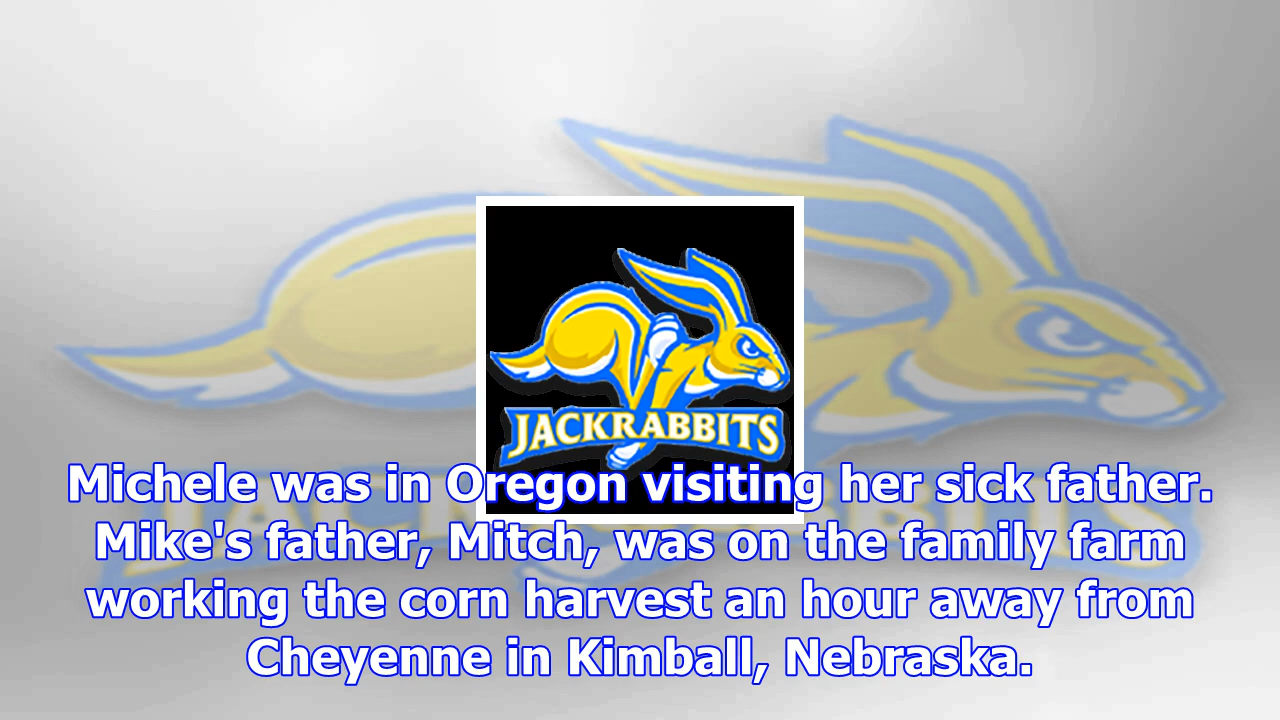 JACKRABBITS
Michele was in Oregon visiting her sick father.
Mike's father, Mitch, was on the family farm
working the corn harvest an hour away from
Cheyenne in Kimball, Nebraska.